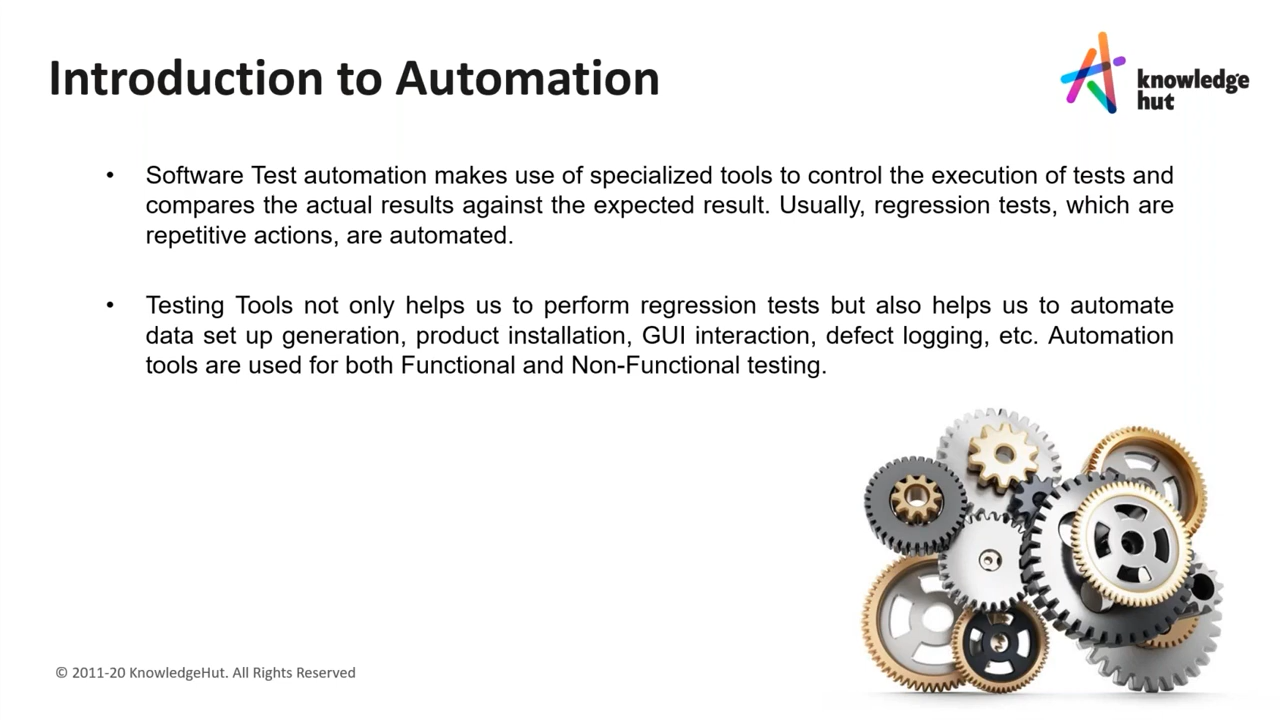 Introduction to Automation
knowledge
hut
• Software Test automation makes use of specialized tools to control the execution of tests and
compares the actual results against the expected result. Usually, regression tests, which are
repetitive actions, are automated.
• Testing Tools not only helps us to perform regression tests but also helps us to automate
data set up generation, product installation, GUI interaction, defect logging, etc. Automation
tools are used for both Functional and Non-Functional testing.
© 2011-20 KnowledgeHut. All Rights Reserved